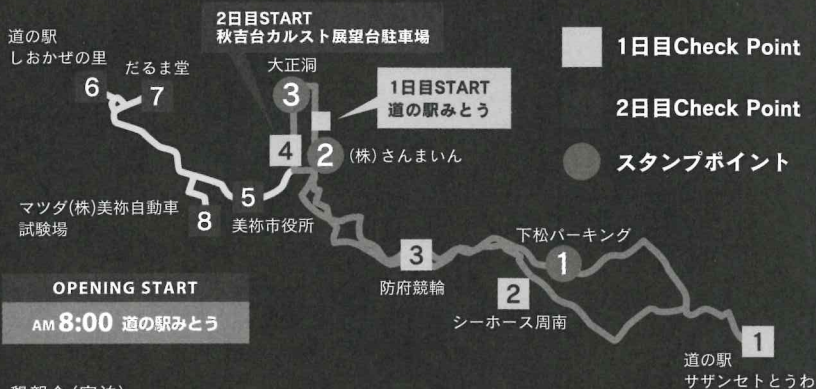 2日目START
秋吉台カルスト展望台駐車場
道の駅
しおかぜの里
だるま堂
大正洞
6
7
3
1日目START
道の駅みとう
4
2
(株)さんまいん
1日目Check Point
2日目Check Point
スタンプポイント
マツダ(株)美祢自動車
試験場
8
5
美祢市役所
下松パーキング
1
3
防府競輪
2
シーホース周南
1
道の駅
サザンセトとうわ
OPENING START
AM 8:00 道の駅みとう